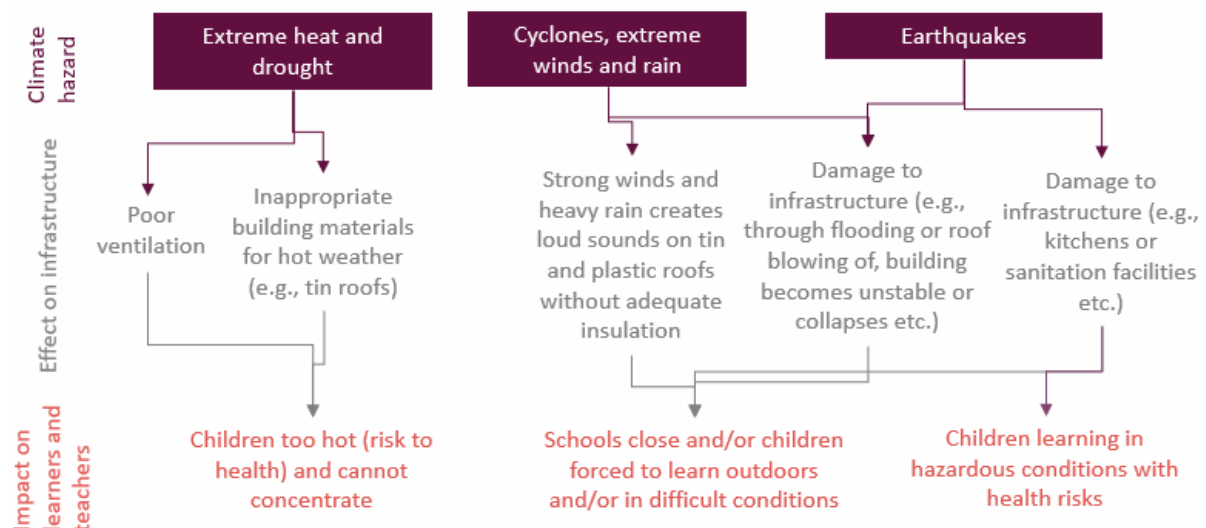 Climate
hazard
Extreme heat and
drought
Cyclones, extreme
winds and rain
Earthquakes
Effect on infrastructure
Poor
ventilation
Inappropriate
building materials
for hot weather
(e.g., tin roofs)
Strong winds and
heavy rain creates
loud sounds on tin
and plastic roofs
without adequate
insulation
Damage to
infrastructure (e.g.,
through flooding or roof
blowing of, building
becomes unstable or
collapses etc.)
Damage to
infrastructure (e.g.,
kitchens or
sanitation facilities
etc.)
Impact on
learners and
teachers
Children too hot (risk to
health) and cannot
concentrate
Schools close and/or children
forced to learn outdoors
and/or in difficult conditions
Children learning in
hazardous conditions with
health risks